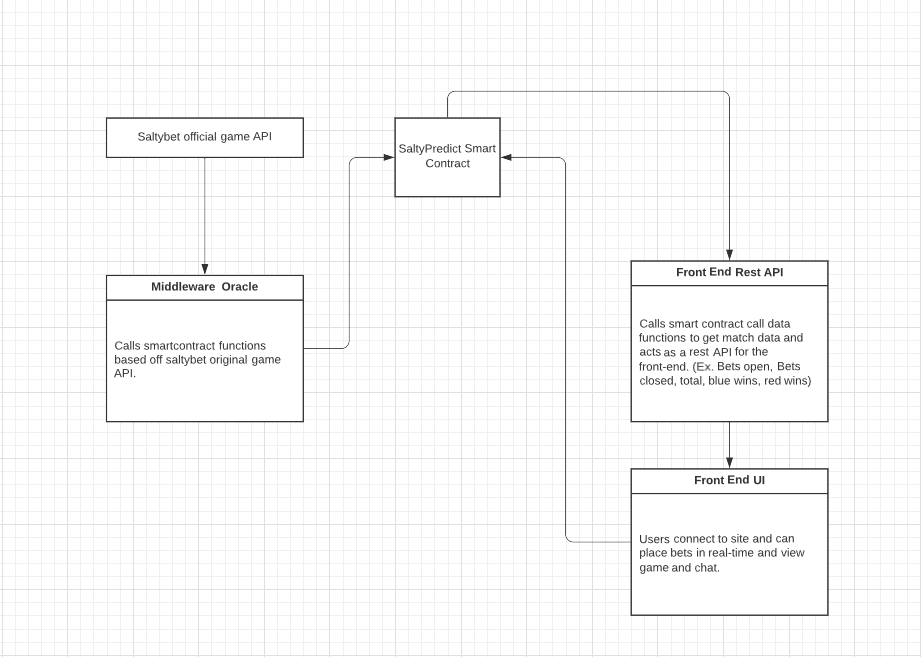 Saltybet official game API
SaltyPredict Smart
Contract
Middleware Oracle
Calls smartcontract functions
based off saltybet original game
API.
Front End Rest API
Calls smart contract call data
functions to get match data and
acts as a rest API for the
front-end. (Ex. Bets open, Bets
closed, total, blue wins, red wins)
Front End UI
Users connect to site and can
place bets in real-time and view
game and chat.